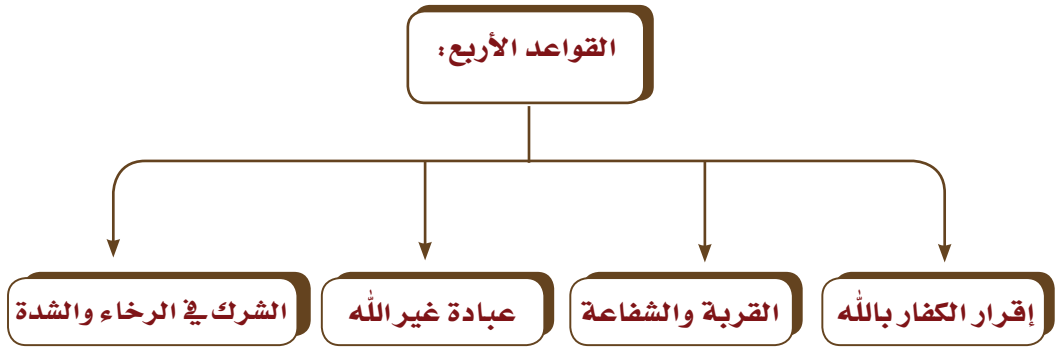 القواعد الأربع:
إقرار الكفار بالله
القربة والشفاعة
عبادة غير الله
الشرك في الرخاء والشدة